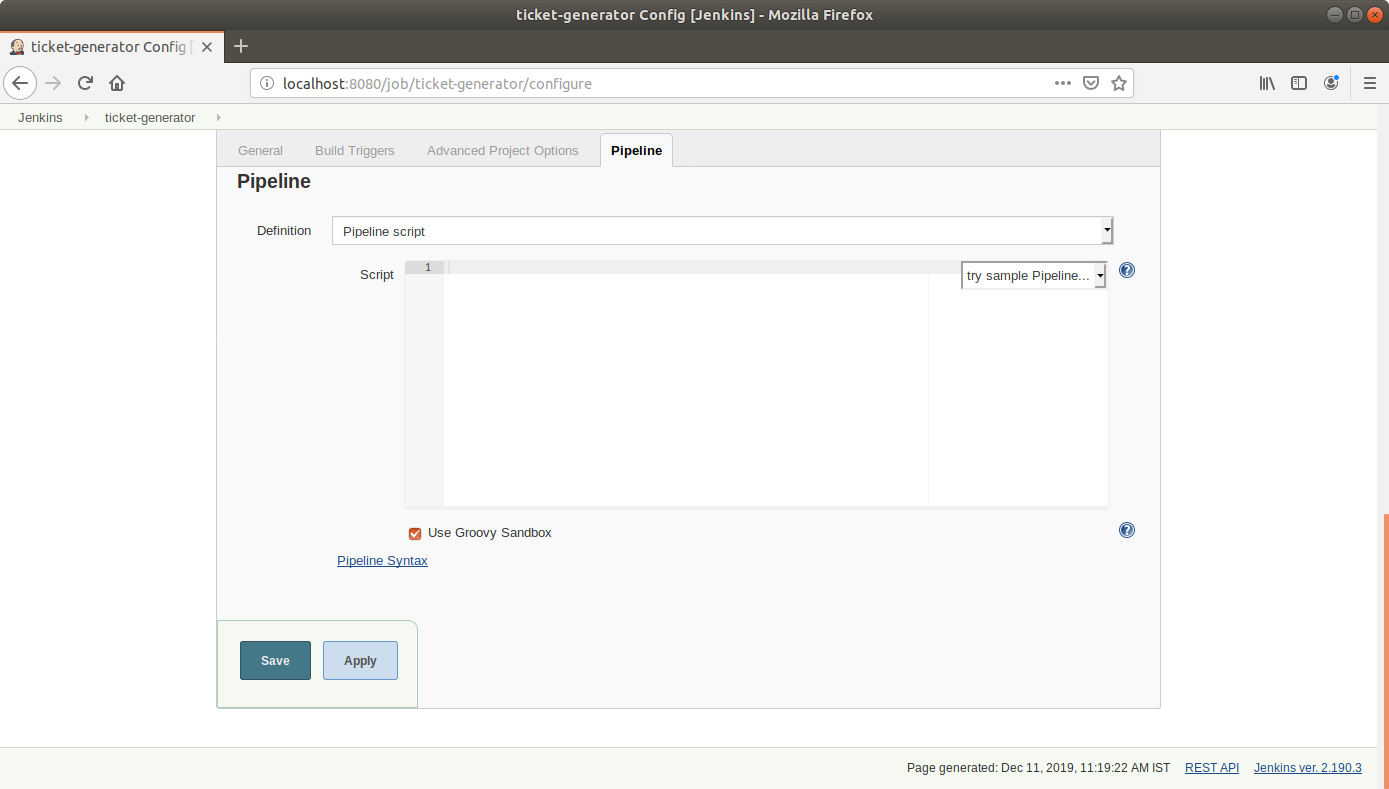 ticket-generator Config [Jenkins] - Mozilla Firefox
ticket-generator Config [
localhost:8080/job/ticket-generator/configure
Jenkins ticket-generator
General Build Triggers Advanced Project Options Pipeline
Pipeline
Definition Pipeline script
Script 1 try sample Pipeline...
Use Groovy Sandbox
Pipeline Syntax
Save Apply
Page generated: Dec 11, 2019, 11:19:22 AM IST REST API Jenkins ver. 2.190.3